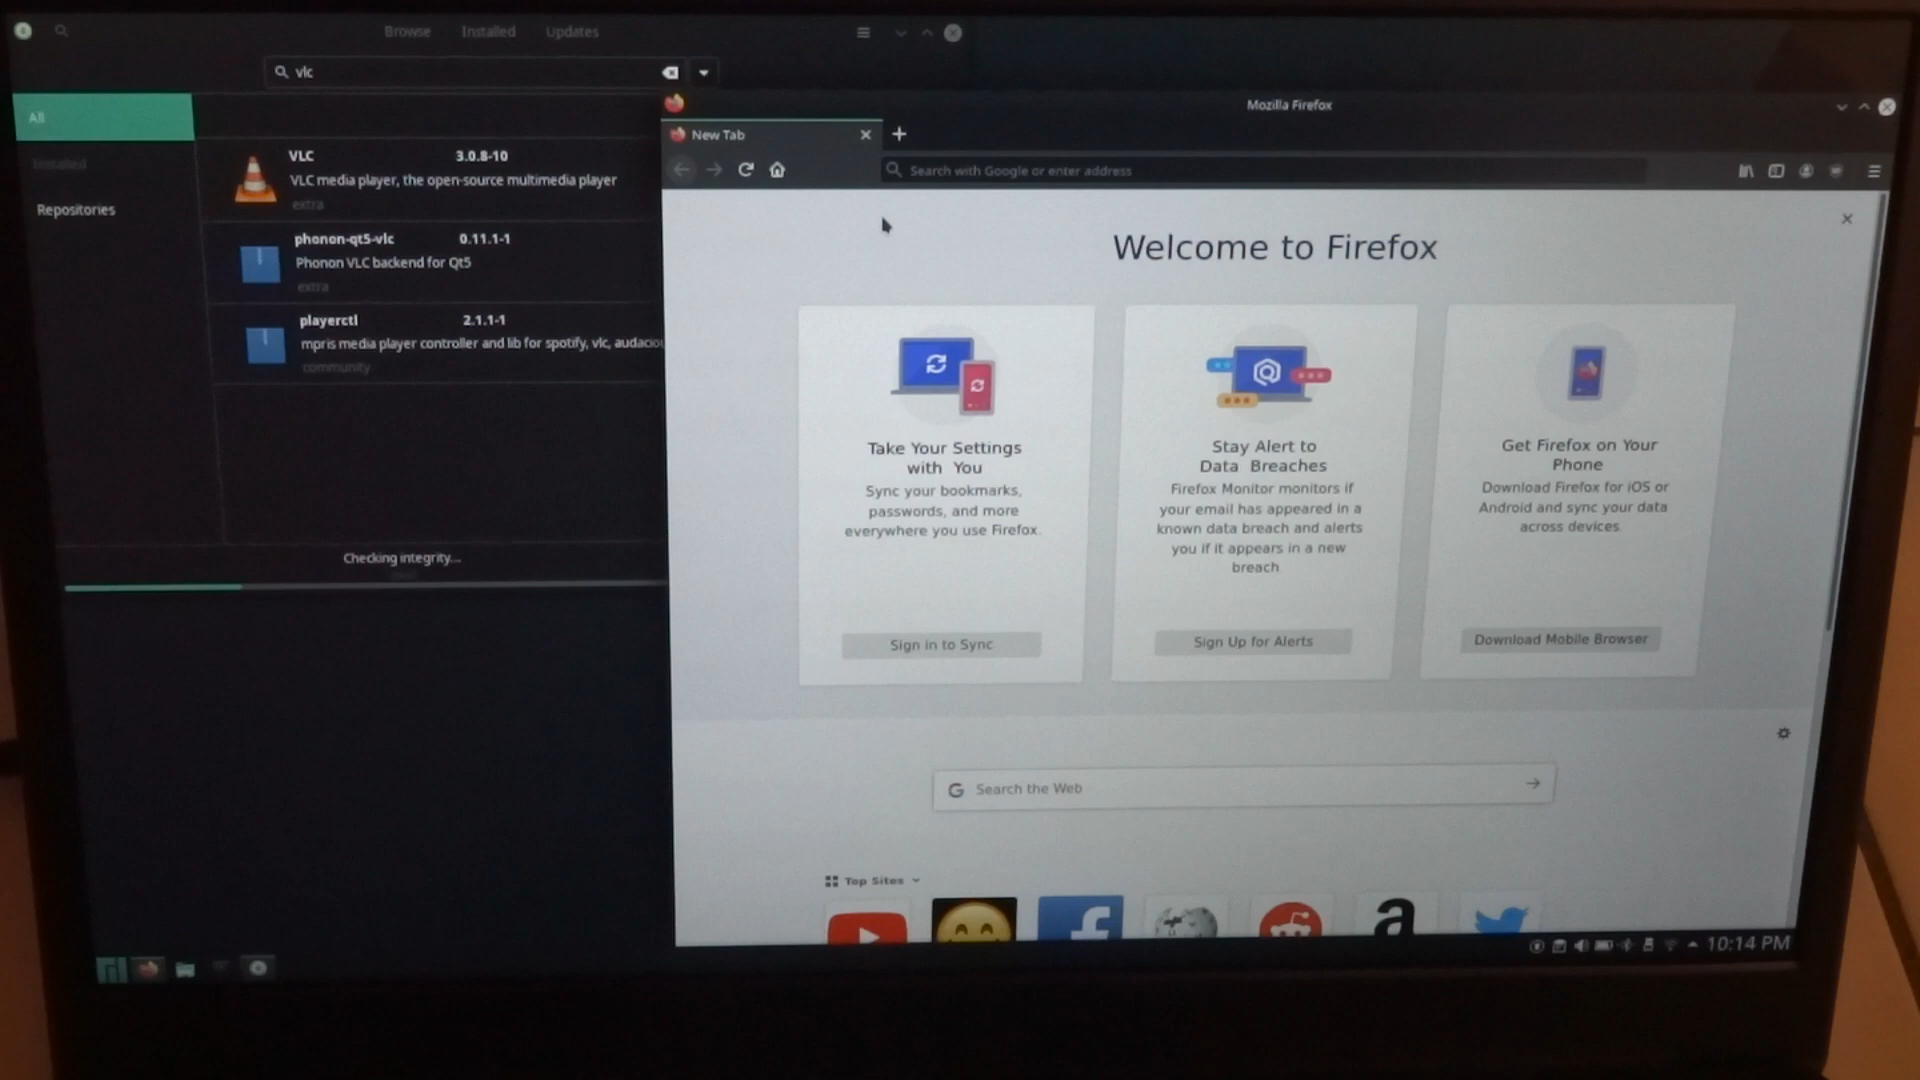 Browse Installed Updates
vlc
All
Installed
Repositories
VLC 3.0.8-10
VLC media player, the open-source multimedia player
extra
phonon-qt5-vlc 0.11.1-1
Phonon VLC backend for Qt5
extra
playerctl 2.1.1-1
mpris media player controller and lib for spotify, vlc, audaciou
community
Checking integrity...
Mozilla Firefox
New Tab
Search with Google or enter address
Welcome to Firefox
Take Your Settings
with You
Sync your bookmarks,
passwords, and more
everywhere you use Firefox.
Sign in to Sync
Stay Alert to
Data Breaches
Firefox Monitor monitors if
your email has appeared in a
known data breach and alerts
you if it appears in a new
breach
Sign Up for Alerts
Get Firefox on Your
Phone
Download Firefox for iOS or
Android and sync your data
across devices.
Download Mobile Browser
G Search the Web
Top Sites
f
a
10:14 PM